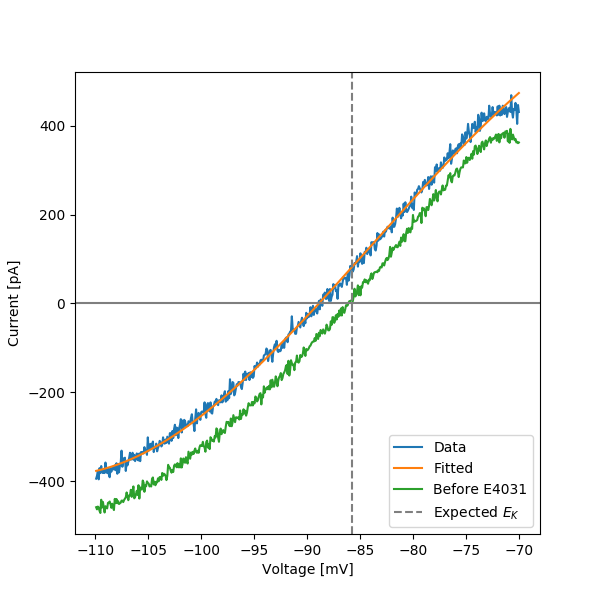 400
200
0
−200
−400
Current [pA]
−110 −105 −100 −95 −90 −85 −80 −75 −70
Voltage [mV]
Data
Fitted
Before E4031
Expected E_K